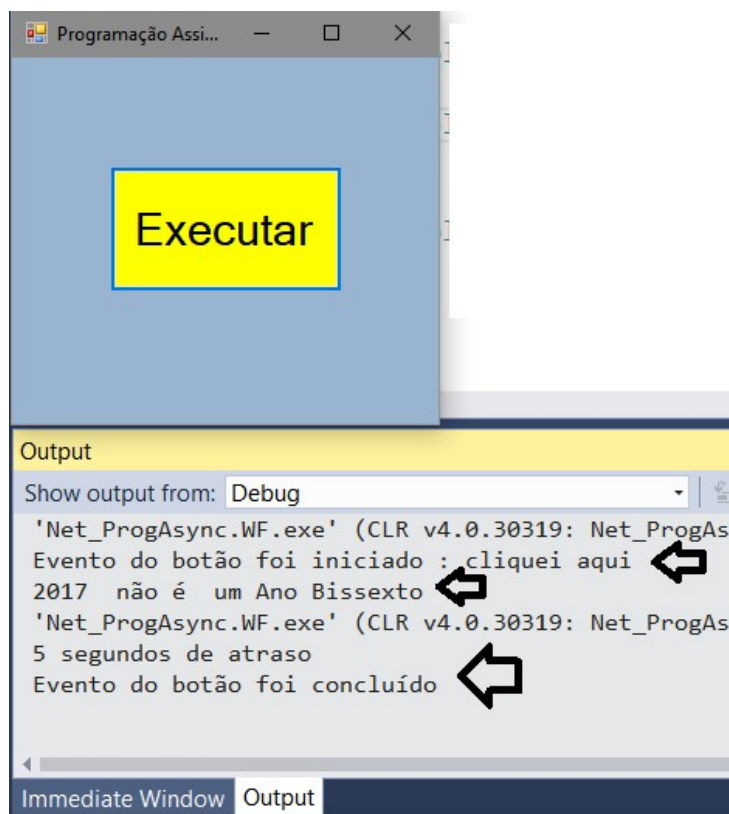 Programação Assi...
Executar
Output
Show output from: Debug
'Net_ProgAsync.WF.exe' (CLR v4.0.30319: Net_ProgAs
Evento do botão foi iniciado : cliquei aqui
2017 não é um Ano Bissexto
'Net_ProgAsync.WF.exe' (CLR v4.0.30319: Net_ProgAs
5 segundos de atraso
Evento do botão foi concluído
Immediate Window Output